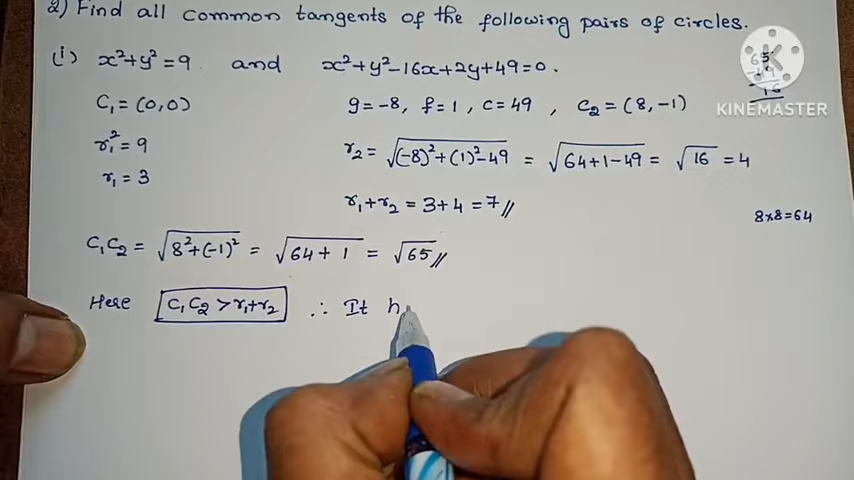 2) Find all common tangents of the following pairs of circles.
(i) x²+y²=9 and x²+y²-16x+2y+49=0.
C₁=(0,0) g=-8, f=1, c=49, C₂=(8,-1)
r₁²=9 r₂=√(-8)²+(1)²-49 = √64+1-49 = √16 =4
r₁=3
r₁+r₂ = 3+4 =7//
8×8=64
C₁C₂ = √8²+(-1)² = √64+1 = √65//
Here C₁C₂>r₁+r₂ ∴ It h
KINEMASTER